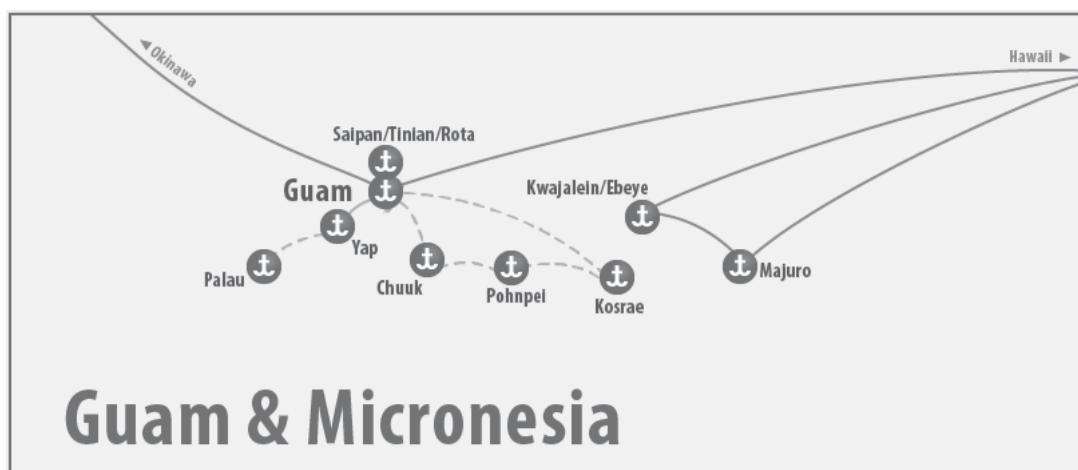 Okinawa
Hawaii
Saipan/Tinian/Rota
Guam
Kwajalein/Ebeye
Yap
Palau
Chuuk
Pohnpei
Kosrae
Majuro
Guam & Micronesia